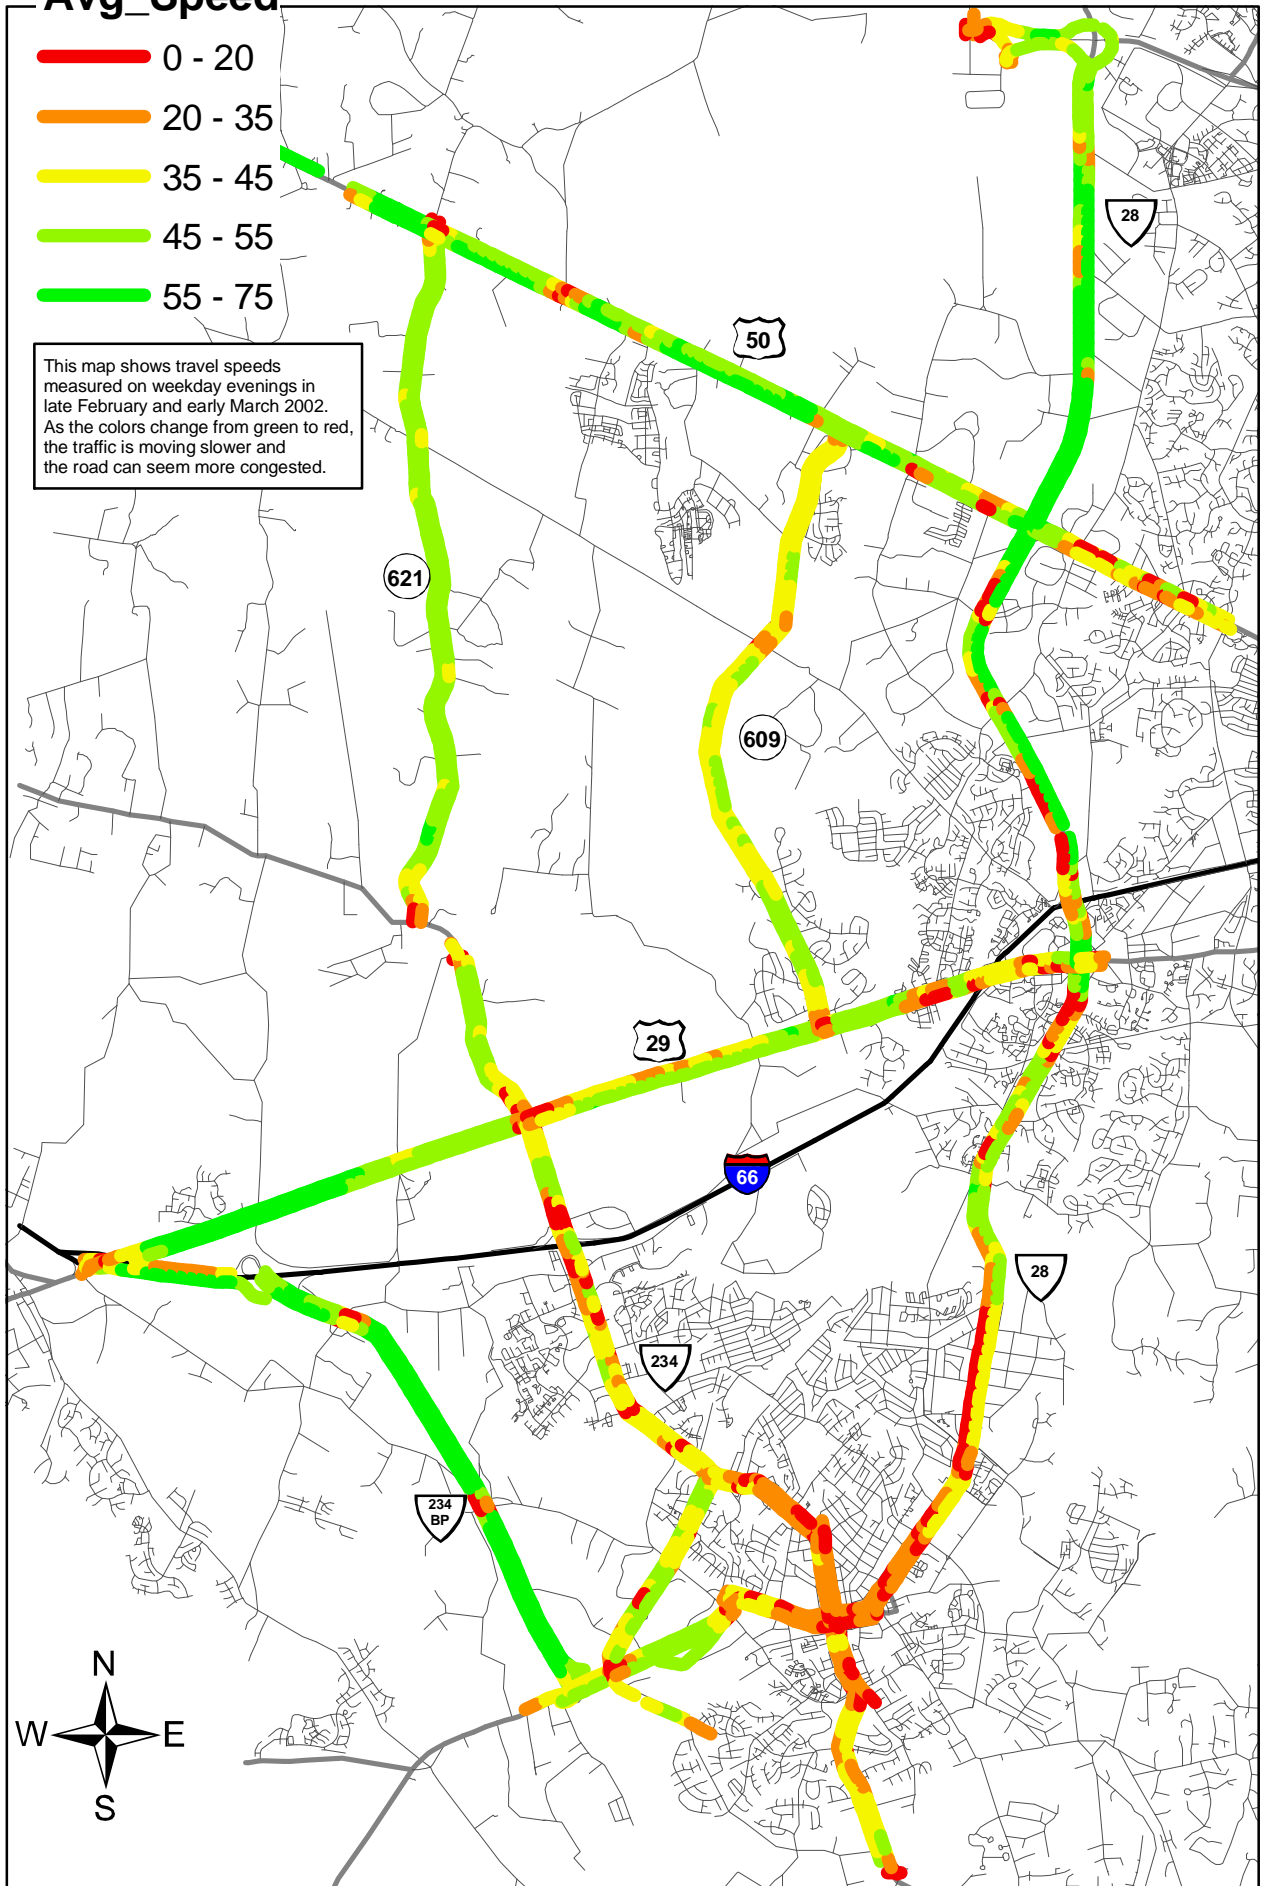 Avg_Speed
0 - 20
20 - 35
35 - 45
45 - 55
55 - 75
This map shows travel speeds
measured on weekday evenings in
late February and early March 2002.
As the colors change from green to red,
the traffic is moving slower and
the road can seem more congested.
28
50
621
609
29
66
28
234
234
BP
N
W E
S